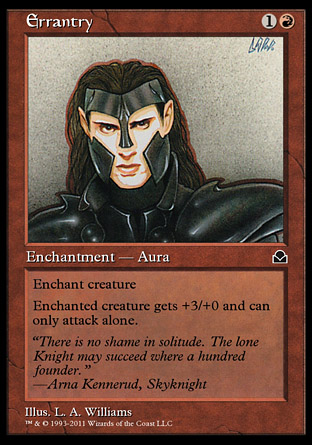 Errantry 1
Enchantment — Aura
Enchant creature
Enchanted creature gets +3/+0 and can
only attack alone.
“There is no shame in solitude. The lone
Knight may succeed where a hundred
founder.”
—Arna Kennerud, Skyknight
Illus. L. A. Williams
™ & © 1993-2011 Wizards of the Coast LLC